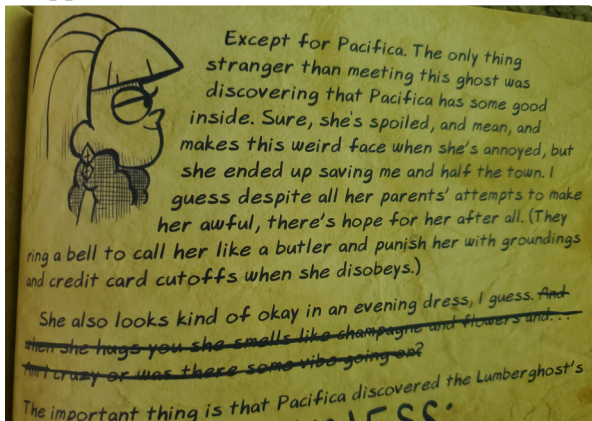 Except for Pacifica. The only thing
stranger than meeting this ghost was
discovering that Pacifica has some good
inside. Sure, she's spoiled, and mean, and
makes this weird face when she's annoyed, but
she ended up saving me and half the town. I
guess despite all her parents' attempts to make
her awful, there's hope for her after all. (They
ring a bell to call her like a butler and punish her with groundings
and credit card cutoffs when she disobeys.)
She also looks kind of okay in an evening dress, I guess. And
when she hugs you she smells like champagne and flowers and...
Am I crazy or was there some vibe going on?
The important thing is that Pacifica discovered the Lumberghost's